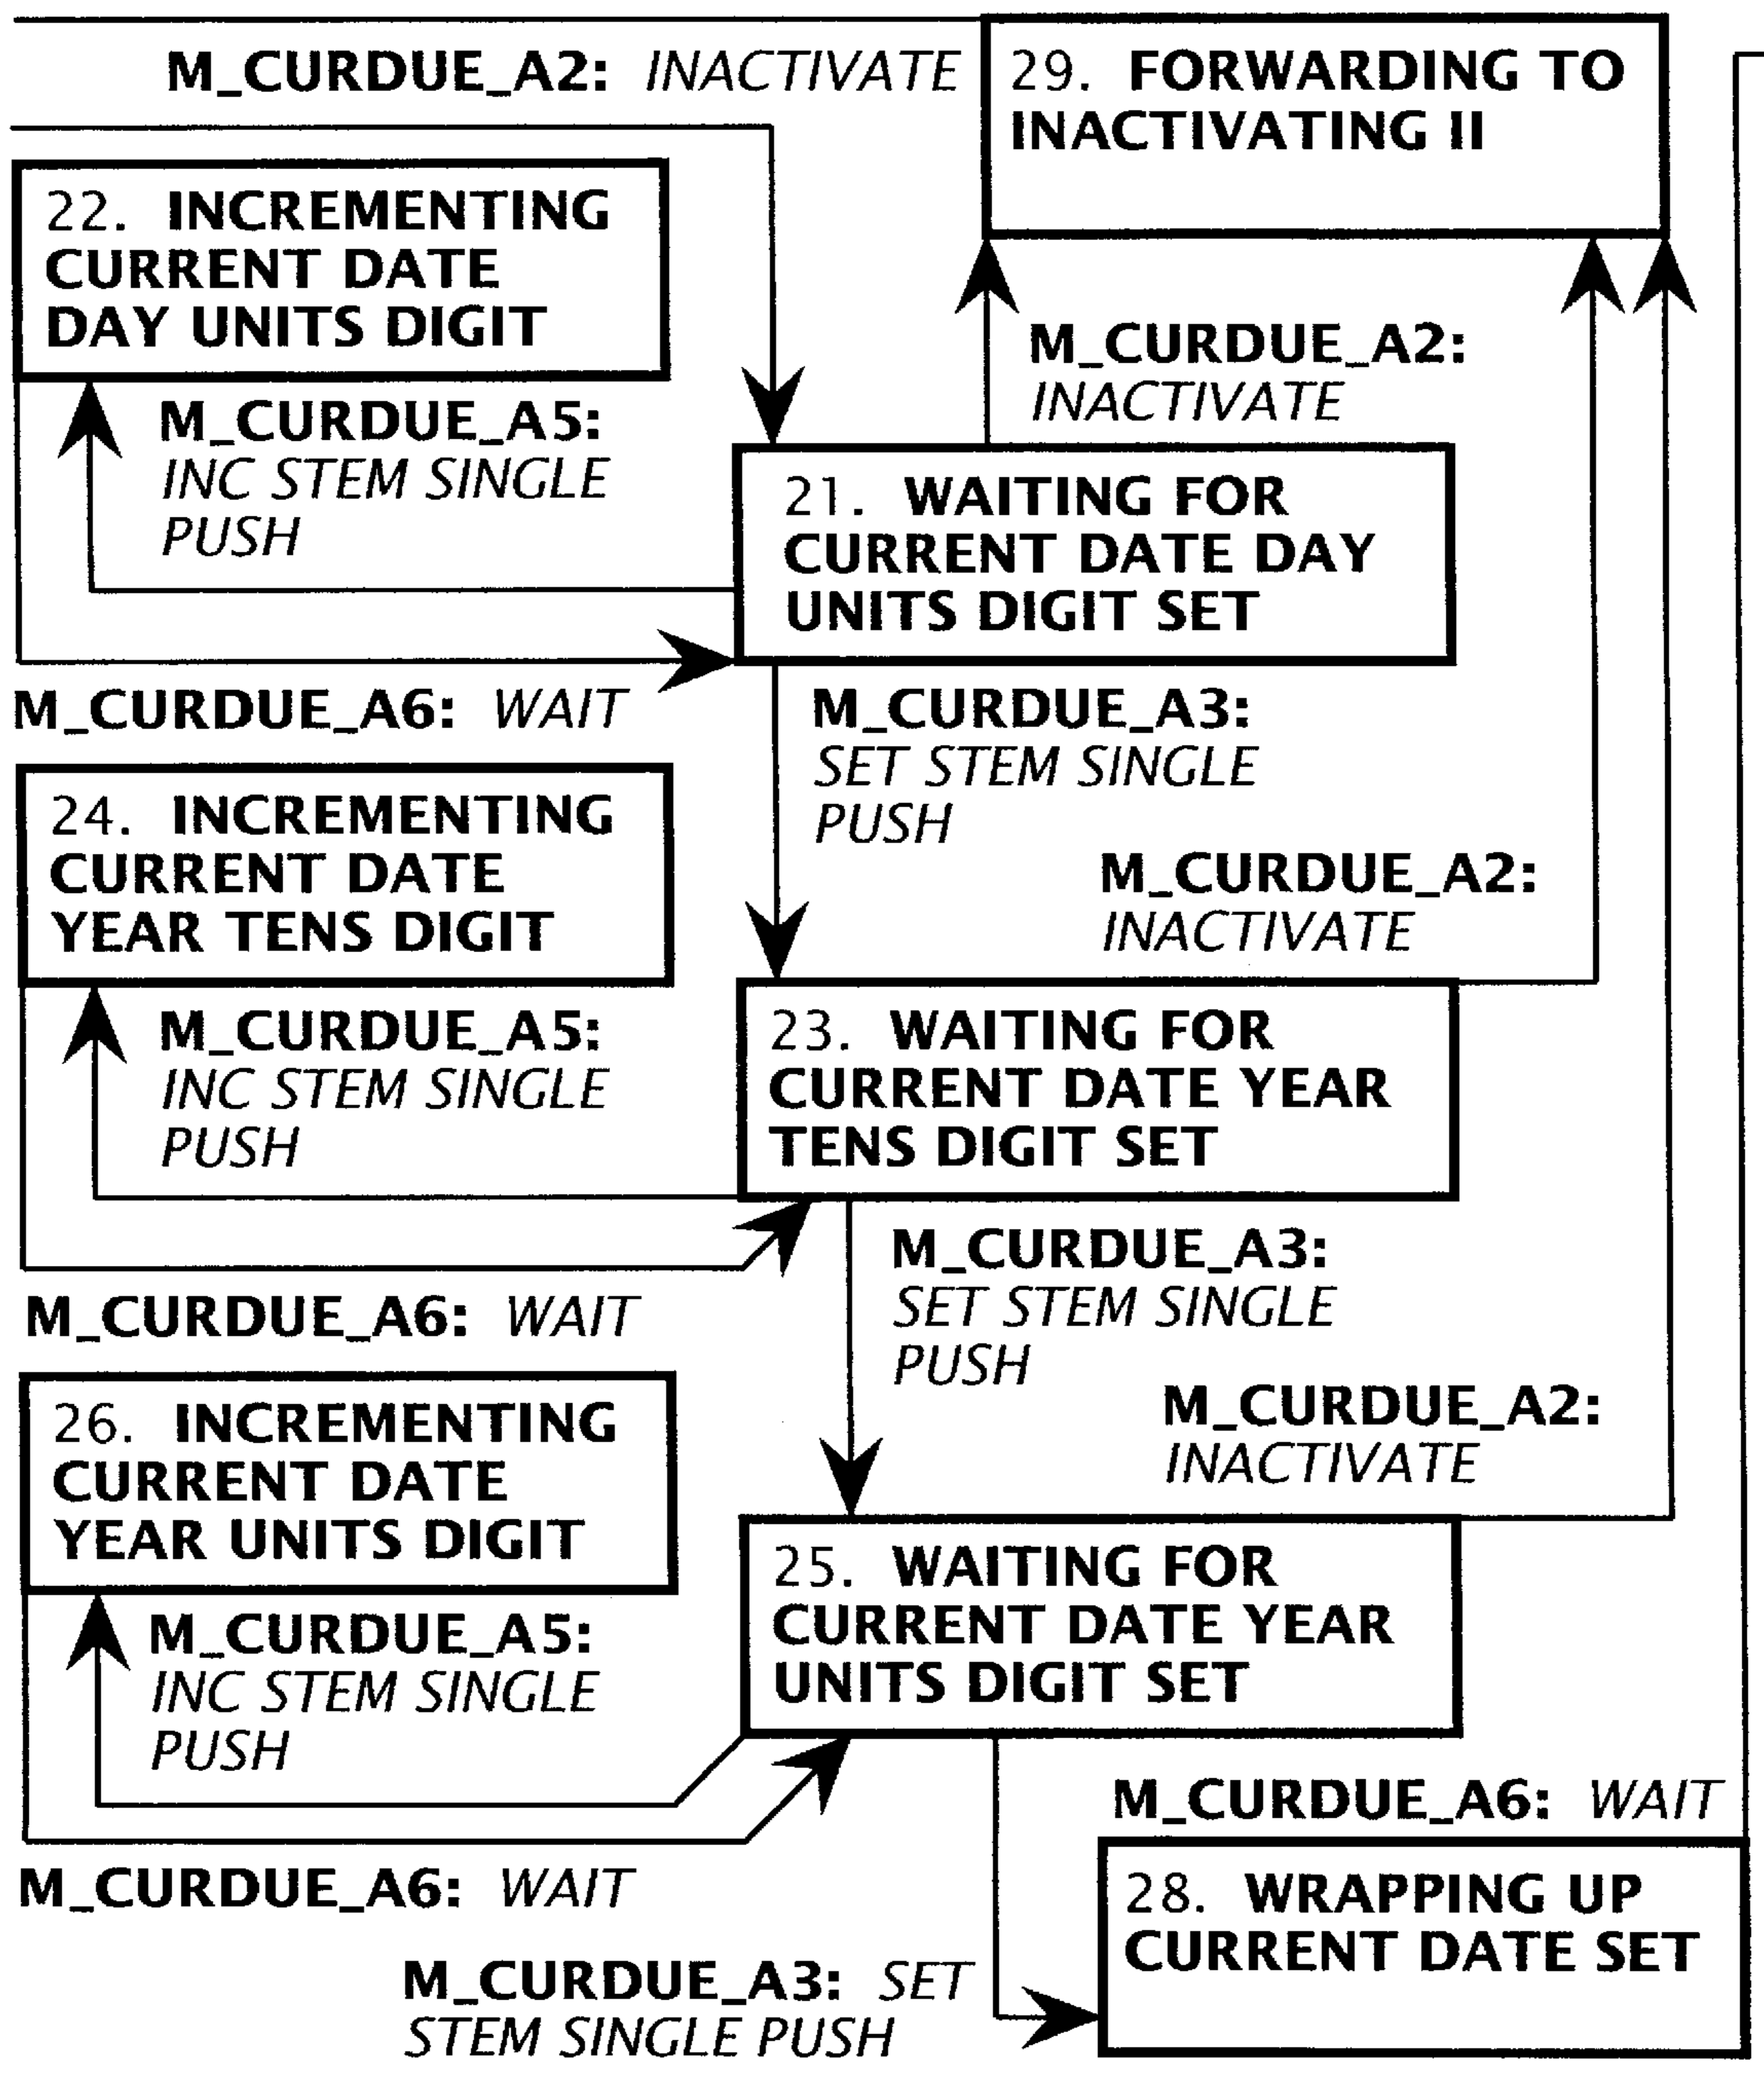 M_CURDUE_A2: INACTIVATE
29. FORWARDING TO
INACTIVATING II
22. INCREMENTING
CURRENT DATE
DAY UNITS DIGIT
M_CURDUE_A2:
INACTIVATE
M_CURDUE_A5:
INC STEM SINGLE
PUSH
21. WAITING FOR
CURRENT DATE DAY
UNITS DIGIT SET
M_CURDUE_A6: WAIT
M_CURDUE_A3:
SET STEM SINGLE
PUSH
24. INCREMENTING
CURRENT DATE
YEAR TENS DIGIT
M_CURDUE_A2:
INACTIVATE
M_CURDUE_A5:
INC STEM SINGLE
PUSH
23. WAITING FOR
CURRENT DATE YEAR
TENS DIGIT SET
M_CURDUE_A3:
SET STEM SINGLE
PUSH
M_CURDUE_A6: WAIT
26. INCREMENTING
CURRENT DATE
YEAR UNITS DIGIT
M_CURDUE_A2:
INACTIVATE
M_CURDUE_A5:
INC STEM SINGLE
PUSH
25. WAITING FOR
CURRENT DATE YEAR
UNITS DIGIT SET
M_CURDUE_A6: WAIT
M_CURDUE_A6: WAIT
28. WRAPPING UP
CURRENT DATE SET
M_CURDUE_A3: SET
STEM SINGLE PUSH